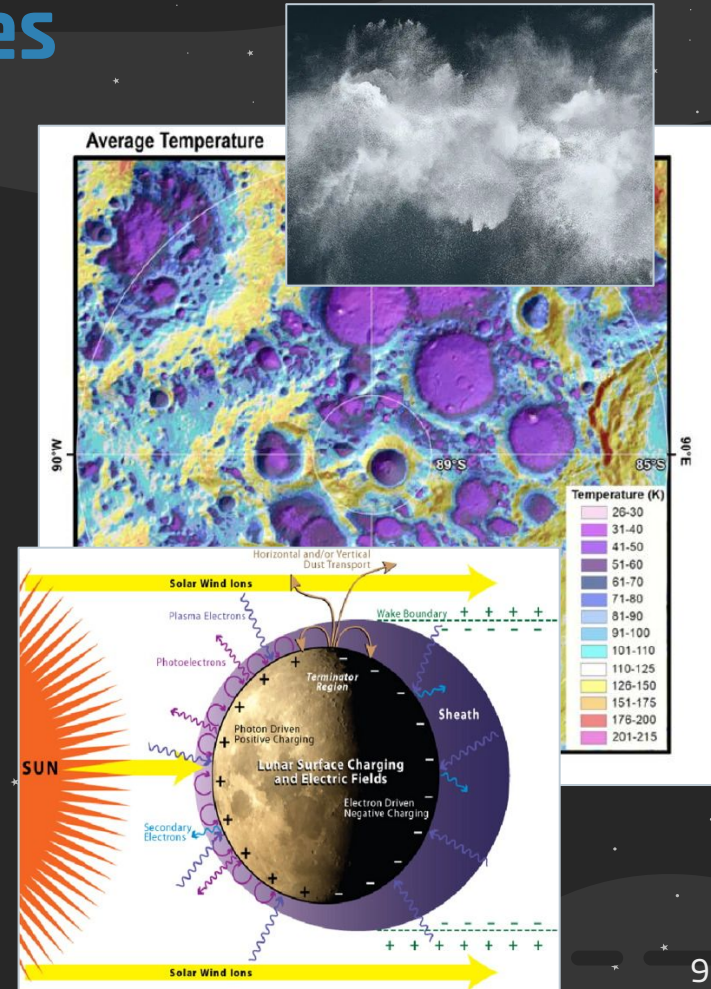 es
Average Temperature
90°W
89°S
85°S
90°E
Temperature (K)
26-30
31-40
41-50
51-60
61-70
71-80
81-90
91-100
101-110
110-125
126-150
151-175
176-200
201-215
Horizontal and/or Vertical
Dust Transport
Solar Wind Ions
Plasma Electrons
Wake Boundary
+ + + +
- - - -
Photoelectrons
Terminator
Region
Sheath
Photon Driven
Positive Charging
SUN
Lunar Surface Charging
and Electric Fields
Electron Driven
Negative Charging
Secondary
Electrons
- - - - - -
+ + + + + + +
Solar Wind Ions
9